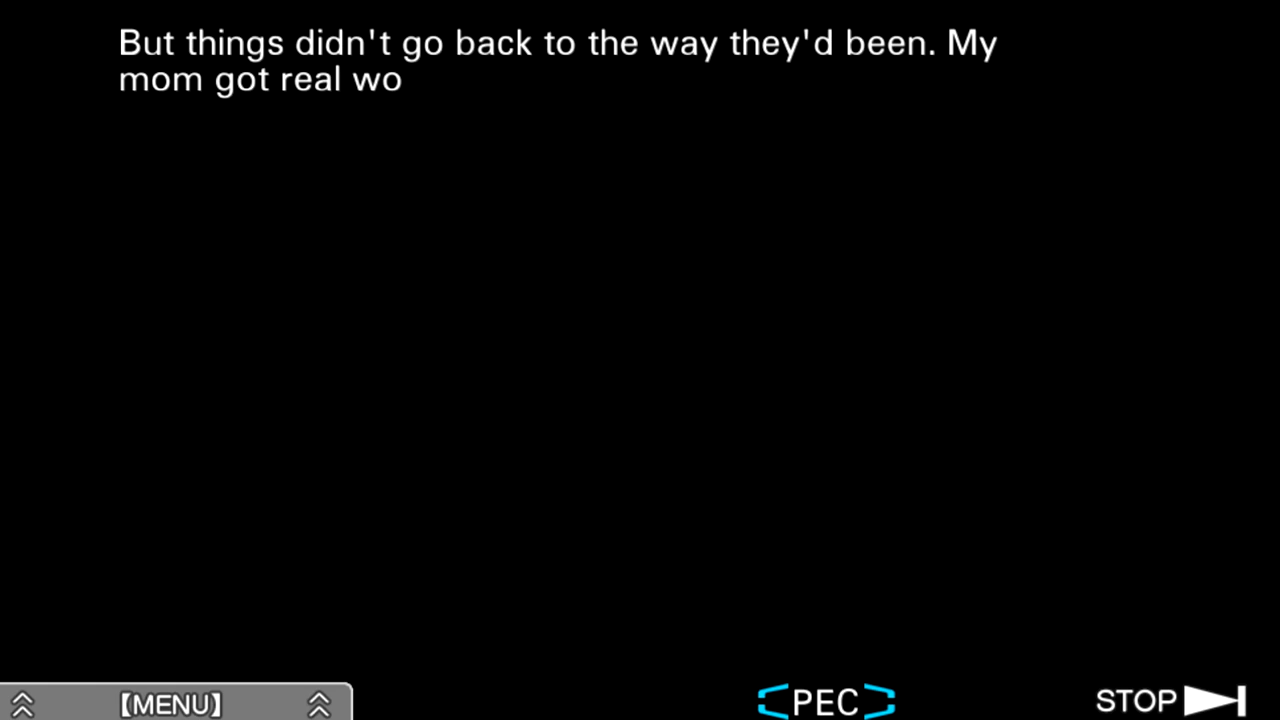 But things didn't go back to the way they'd been. My
mom got real wo
【MENU】
PEC
STOP